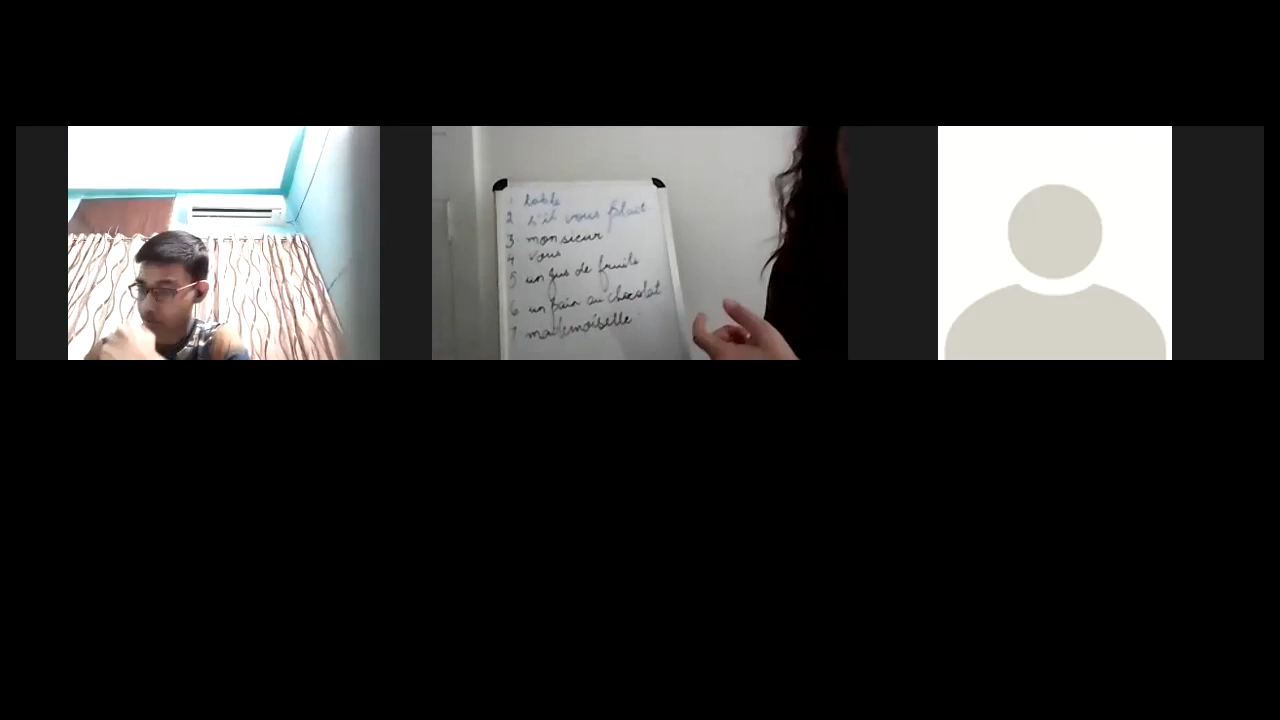 1 table
2 s'il vous plait
3 monsieur
4 vous
5 un jus de fruits
6 un pain au chocolat
7 mademoiselle